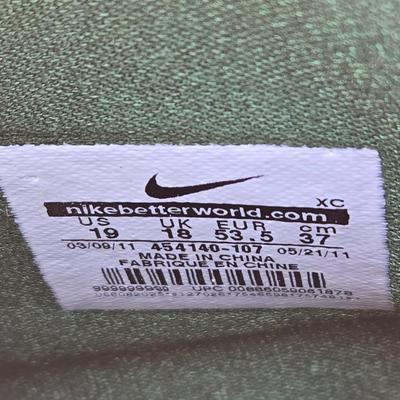 XC
nikebetterworld.com
US UK EUR cm
19 18 53.5 37
03/09/11 454140-107 05/21/11
MADE IN CHINA
FABRIQUE EN CHINE
9999999990 UPC 00886059061878